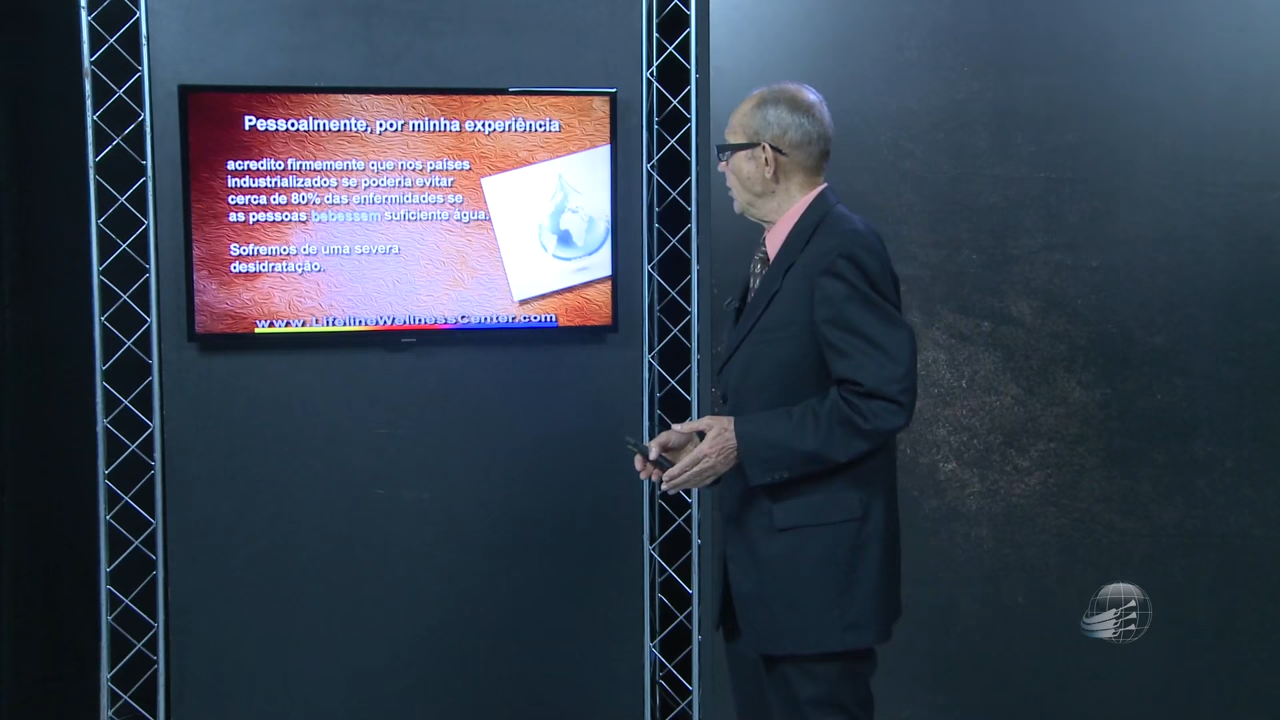 Pessoalmente, por minha experiência
acredito firmemente que nos países
industrializados se poderia evitar
cerca de 80% das enfermidades se
as pessoas bebessem suficiente água.
Sofremos de uma severa
desidratação.
www.LifelineWellnessCenter.com